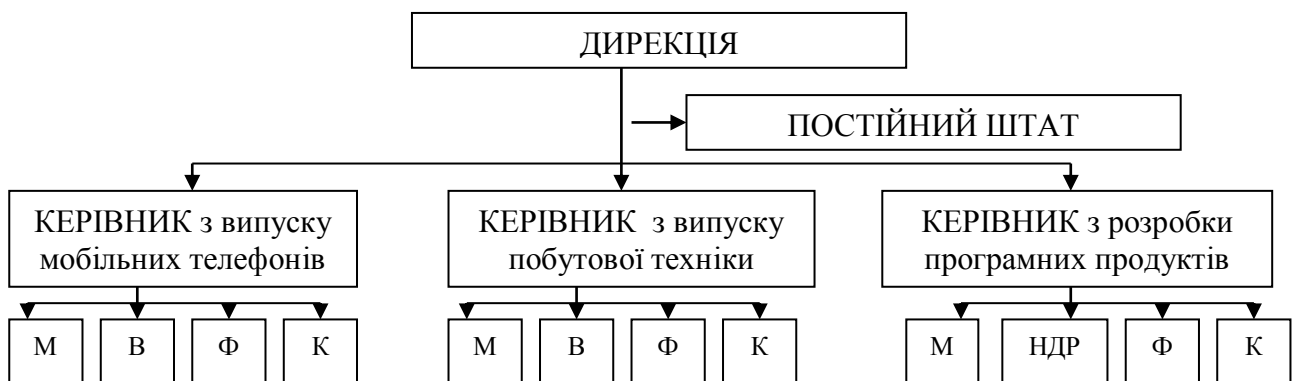 ДИРЕКЦІЯ
ПОСТІЙНИЙ ШТАТ
КЕРІВНИК з випуску
мобільних телефонів
КЕРІВНИК з випуску
побутової техніки
КЕРІВНИК з розробки
програмних продуктів
М В Ф К
М В Ф К
М НДР Ф К